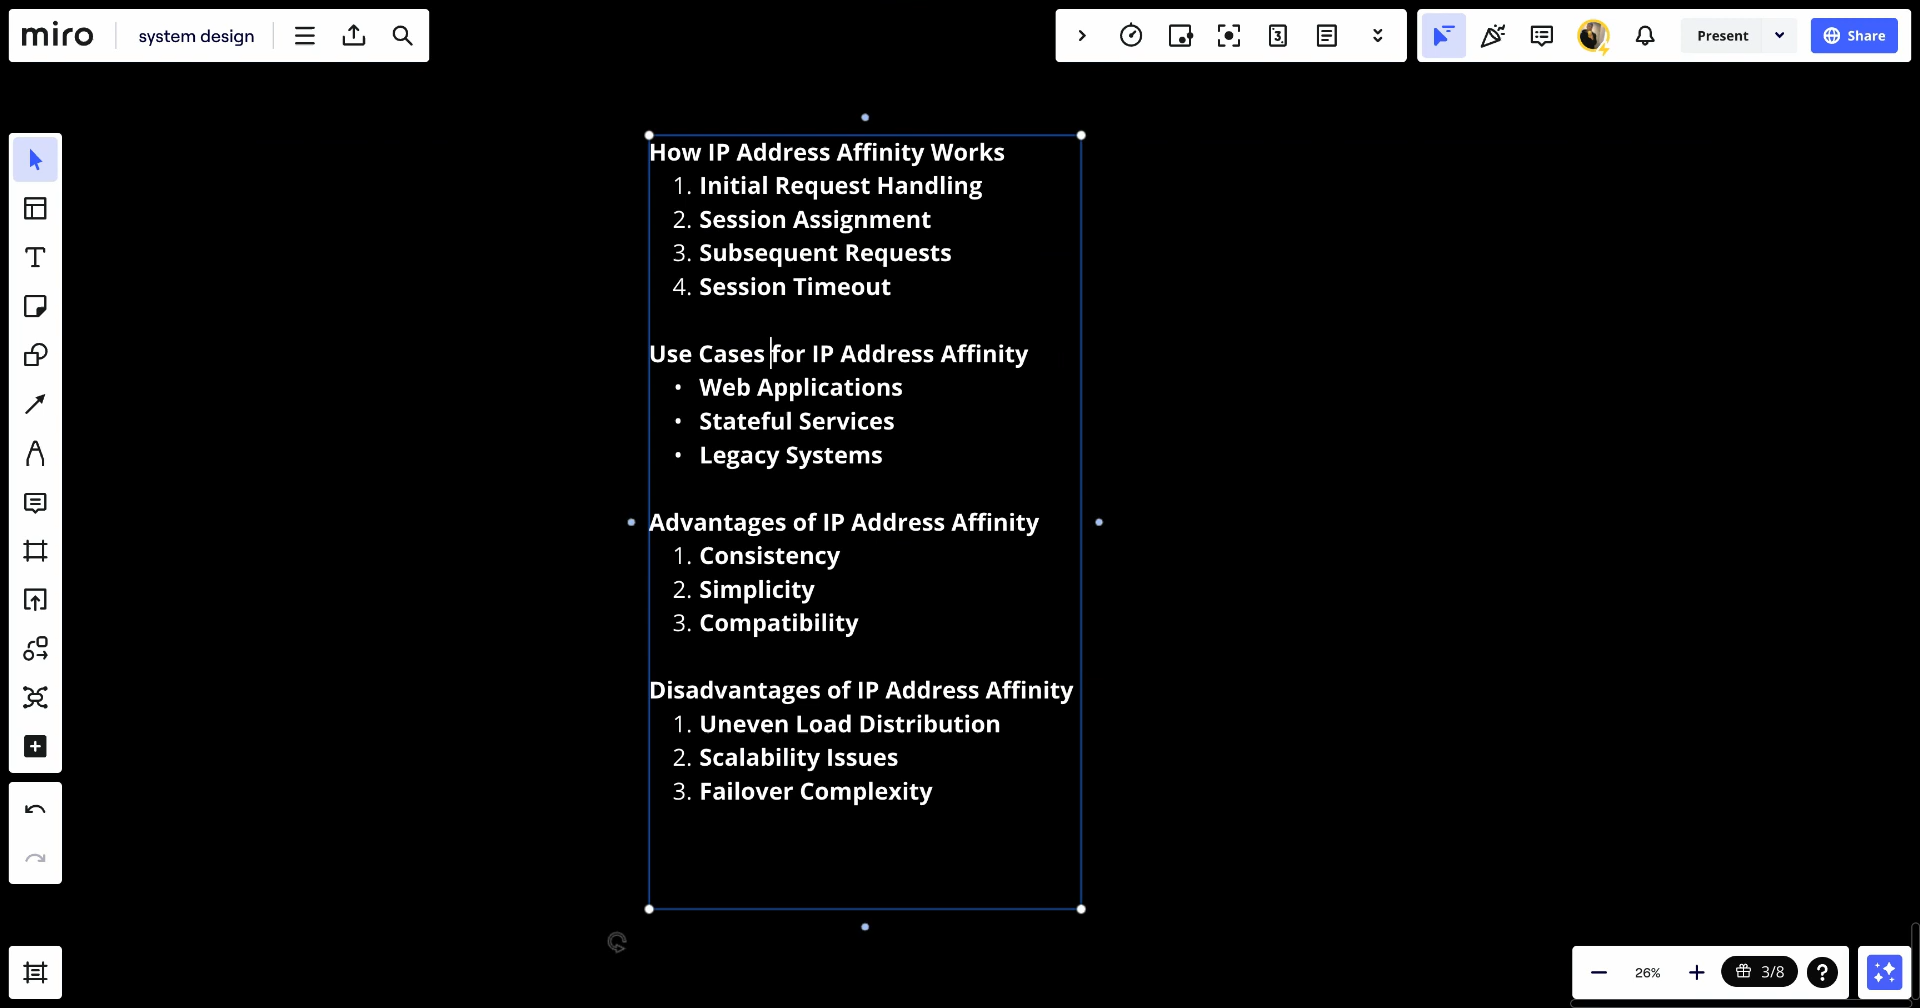 miro
system design
Present
Share
How IP Address Affinity Works
1. Initial Request Handling
2. Session Assignment
3. Subsequent Requests
4. Session Timeout
Use Cases for IP Address Affinity
• Web Applications
• Stateful Services
• Legacy Systems
Advantages of IP Address Affinity
1. Consistency
2. Simplicity
3. Compatibility
Disadvantages of IP Address Affinity
1. Uneven Load Distribution
2. Scalability Issues
3. Failover Complexity
26%
3/8